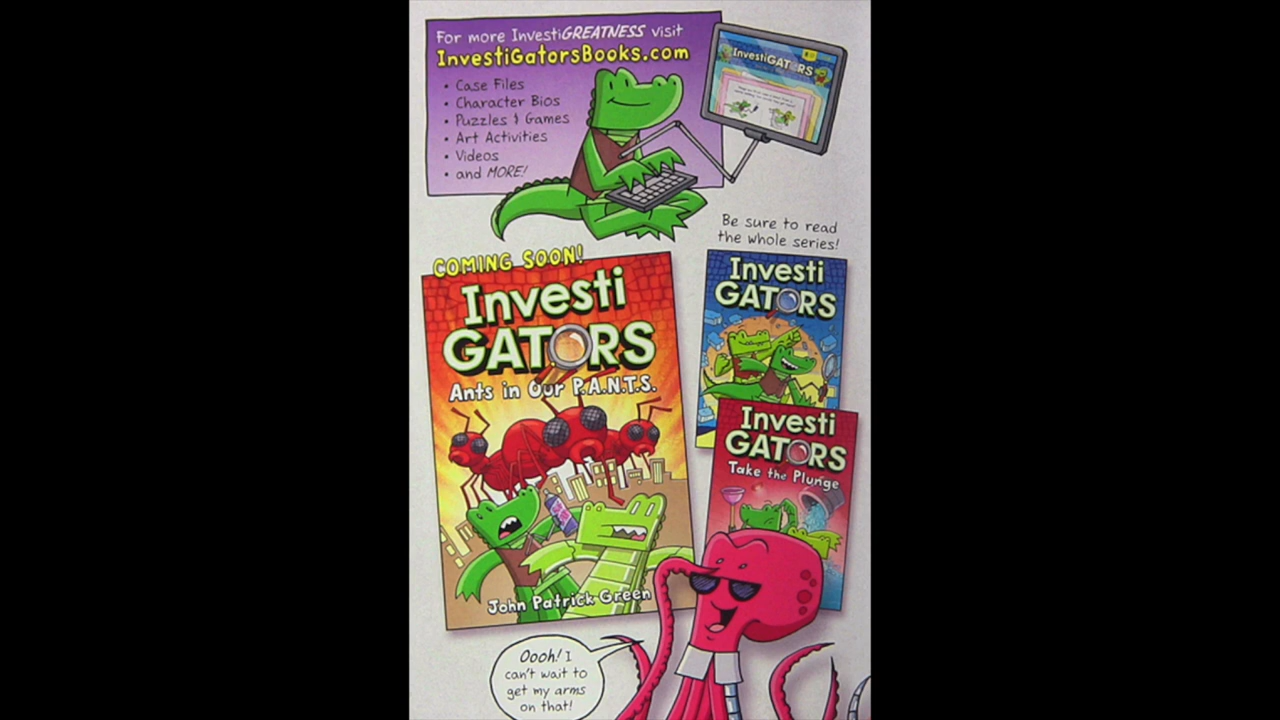 For more InvestiGREATNESS visit
InvestiGatorsBooks.com
• Case Files
• Character Bios
• Puzzles & Games
• Art Activities
• Videos
• and MORE!
InvestiGATORS
Be sure to read
the whole series!
COMING SOON!
Investi
GATORS
Ants in Our P.A.N.T.S.
John Patrick Green
Investi
GATORS
Investi
GATORS
Take the Plunge
Oooh! I
can't wait to
get my arms
on that!